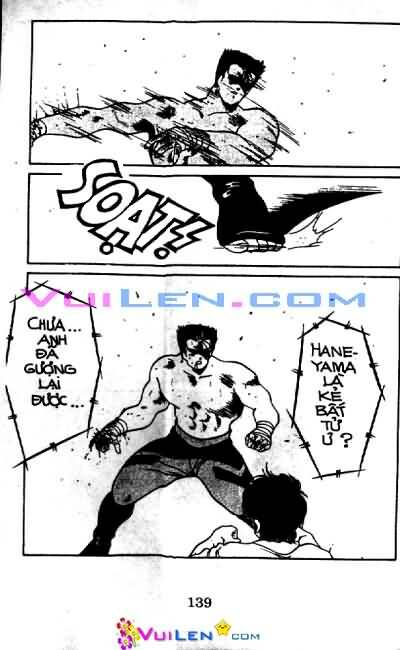 SOẠT!
VUILEN.COM
CHƯA...
ANH
ĐÃ
GƯỢNG
LẠI
ĐƯỢC...
HANE-
YAMA
LÀ
KẺ
BẤT
TỬ
Ư?
139
VUILEN
.COM